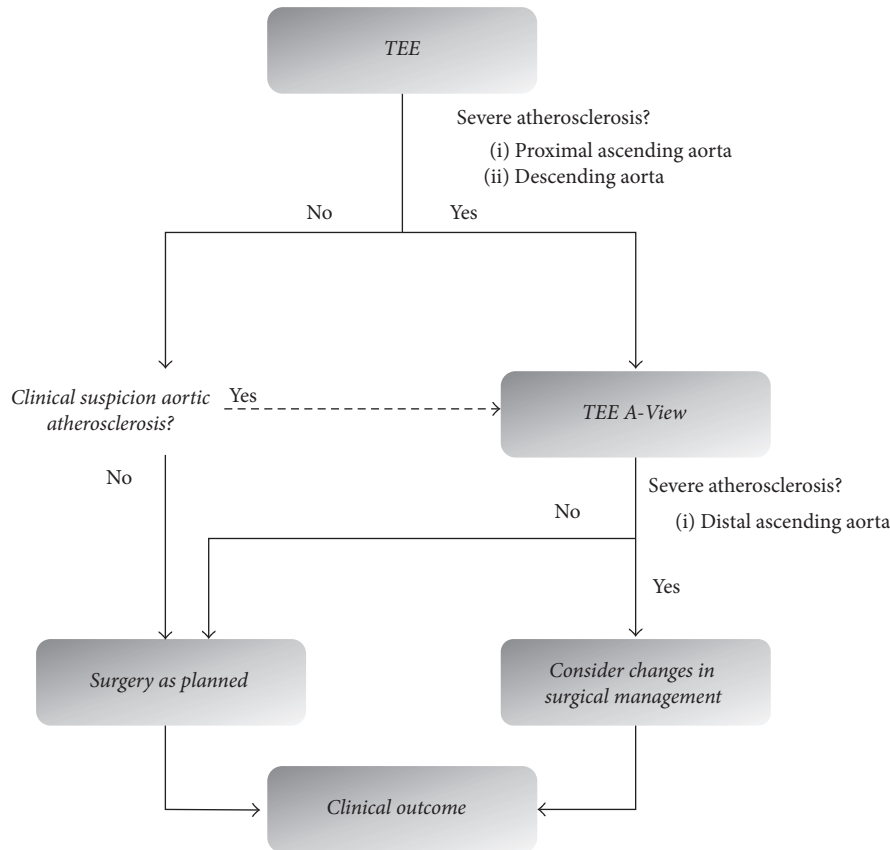 TEE
Severe atherosclerosis?
(i) Proximal ascending aorta
(ii) Descending aorta
No
Yes
Clinical suspicion aortic
atherosclerosis?
Yes
TEE A-View
No
Severe atherosclerosis?
(i) Distal ascending aorta
No
Yes
Surgery as planned
Consider changes in
surgical management
Clinical outcome